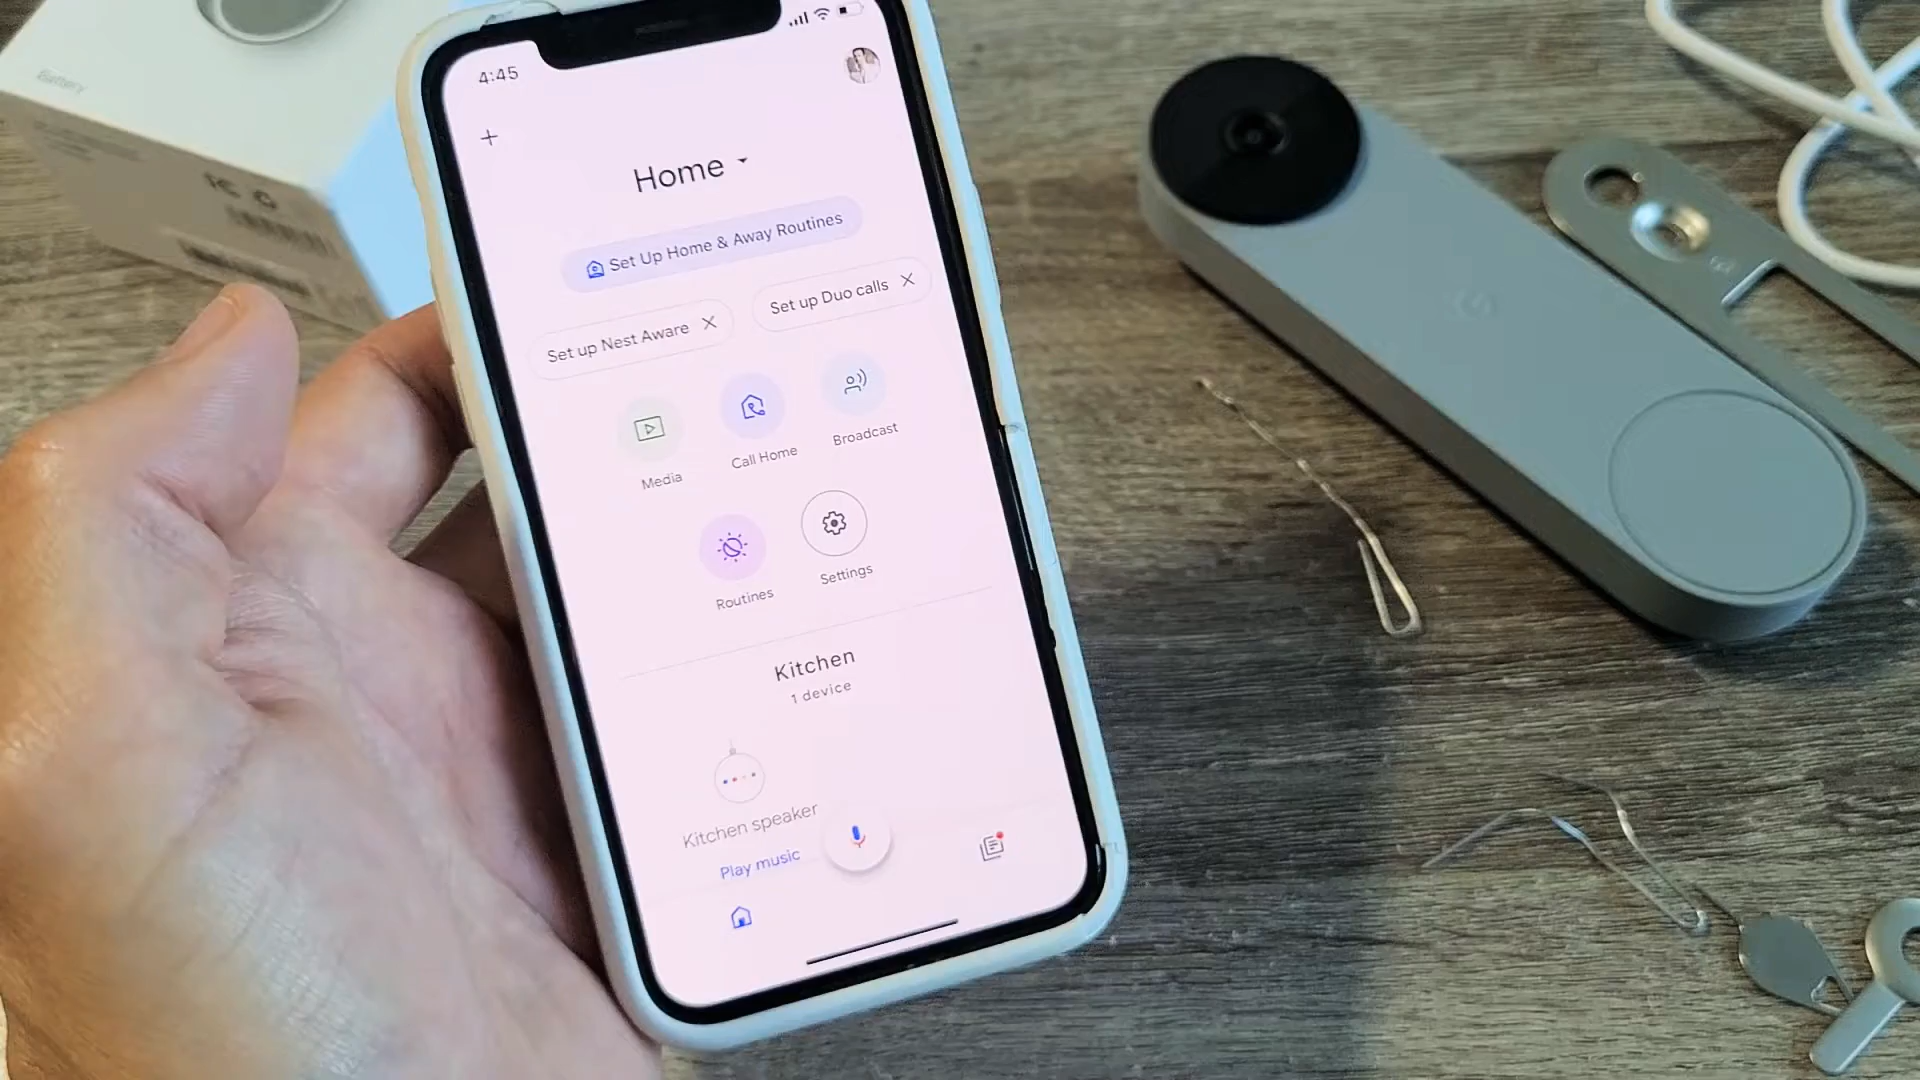 Battery
4:45
Home
Set Up Home & Away Routines
Set up Nest Aware
Set up Duo calls
Media
Call Home
Broadcast
Routines
Settings
Kitchen
1 device
Kitchen speaker
Play music